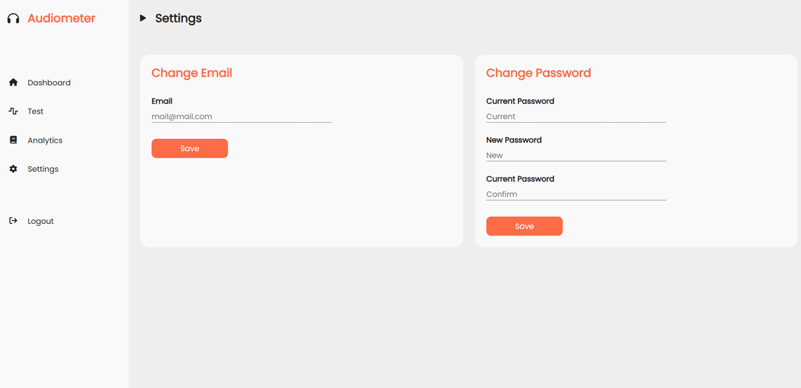 Audiometer
Settings
Dashboard
Test
Analytics
Settings
Logout
Change Email
Email
mail@mail.com
Save
Change Password
Current Password
Current
New Password
New
Current Password
Confirm
Save